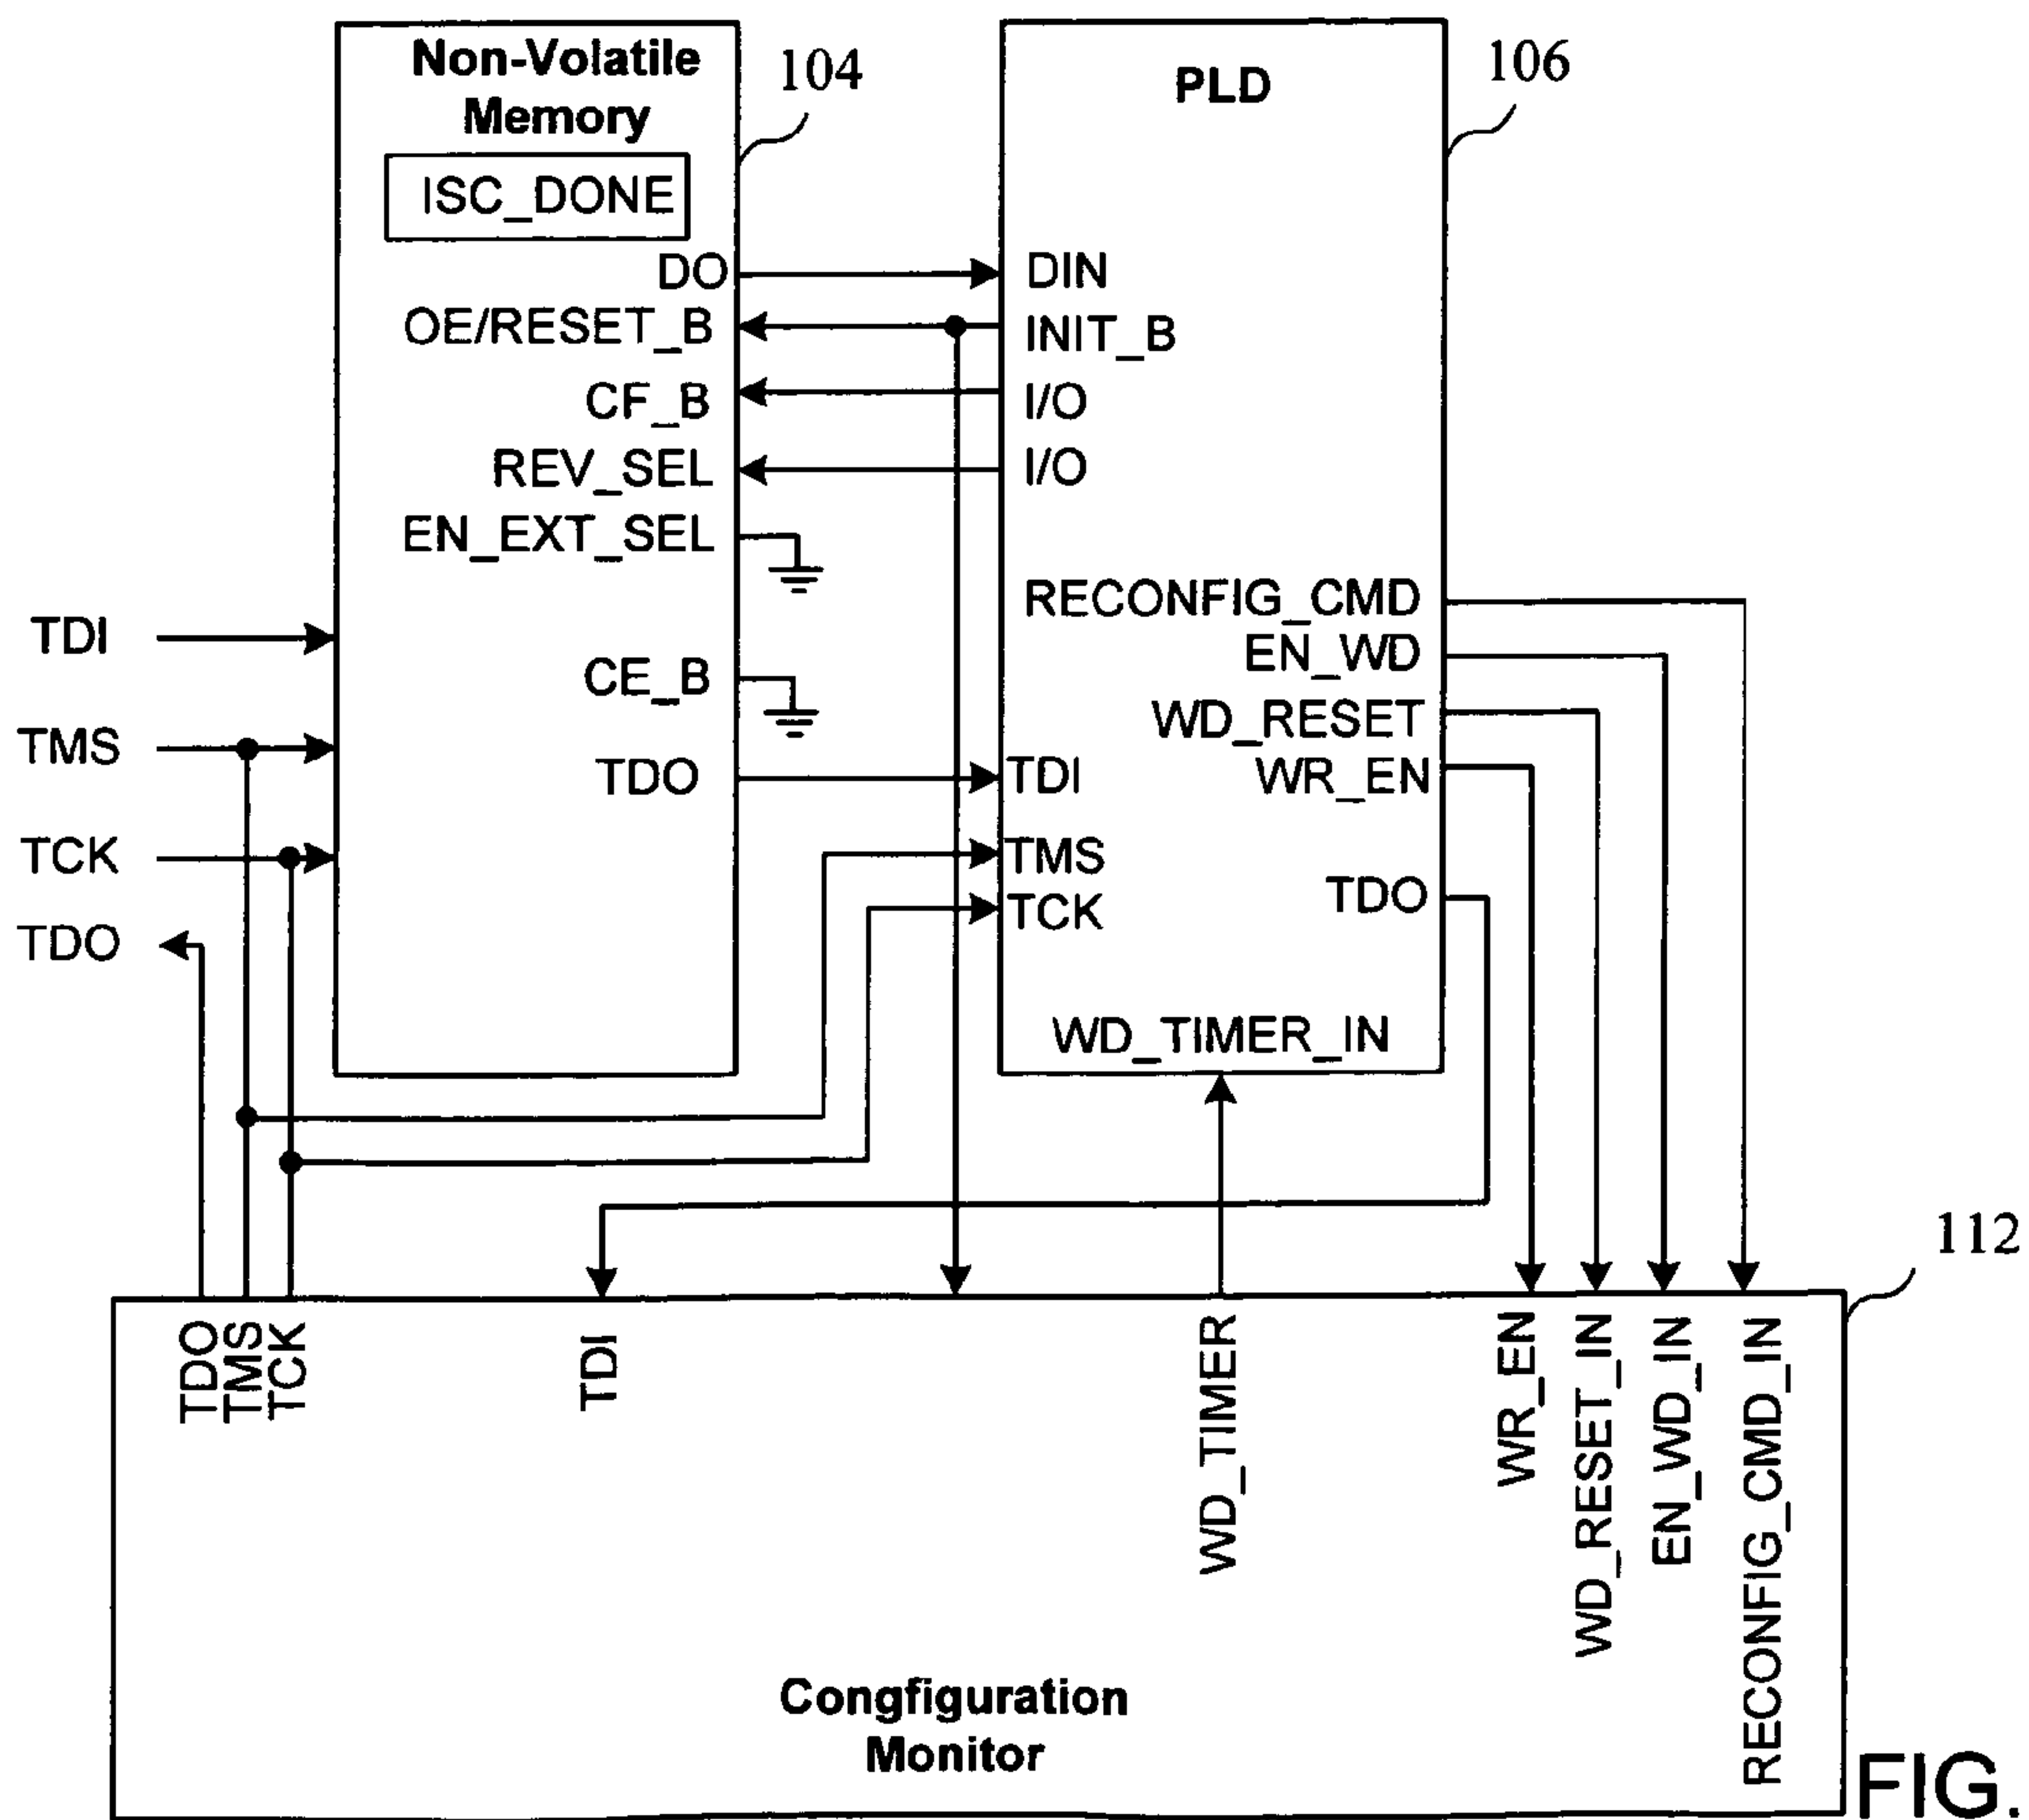 Non-Volatile
Memory
104
ISC_DONE
DO
OE/RESET_B
CF_B
REV_SEL
EN_EXT_SEL
CE_B
TDO
PLD
106
DIN
INIT_B
I/O
I/O
RECONFIG_CMD
EN_WD
WD_RESET
WR_EN
TDI
TMS
TCK
TDO
WD_TIMER_IN
TDI
TMS
TCK
TDO
112
TDO
TMS
TCK
TDI
WD_TIMER
WR_EN
WD_RESET_IN
EN_WD_IN
RECONFIG_CMD_IN
Congfiguration
Monitor
FIG.